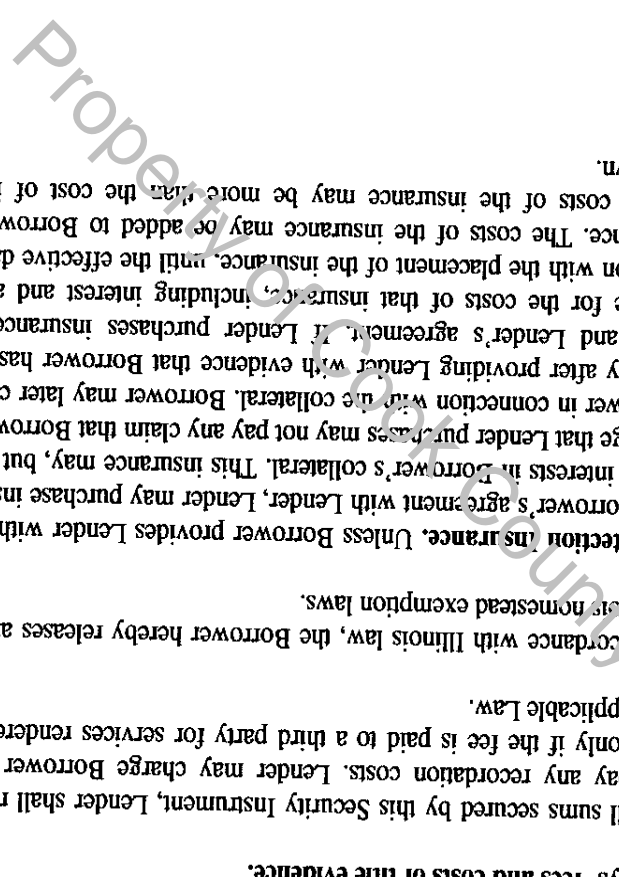 ys' fees and costs of title evidence.
ll sums secured by this Security Instrument, Lender shall r
ay any recordation costs. Lender may charge Borrower
only if the fee is paid to a third party for services rendere
pplicable Law.
cordance with Illinois law, the Borrower hereby releases a
ois homestead exemption laws.
tection Insurance. Unless Borrower provides Lender with
orrower's agreement with Lender, Lender may purchase ins
interests in Borrower's collateral. This insurance may, but
ge that Lender purchases may not pay any claim that Borrow
wer in connection with the collateral. Borrower may later c
y after providing Lender with evidence that Borrower has
and Lender's agreement. If Lender purchases insurance
e for the costs of that insurance, including interest and a
on with the placement of the insurance, until the effective d
nce. The costs of the insurance may be added to Borrow
costs of the insurance may be more than the cost of i
wn.
Property of Cook County